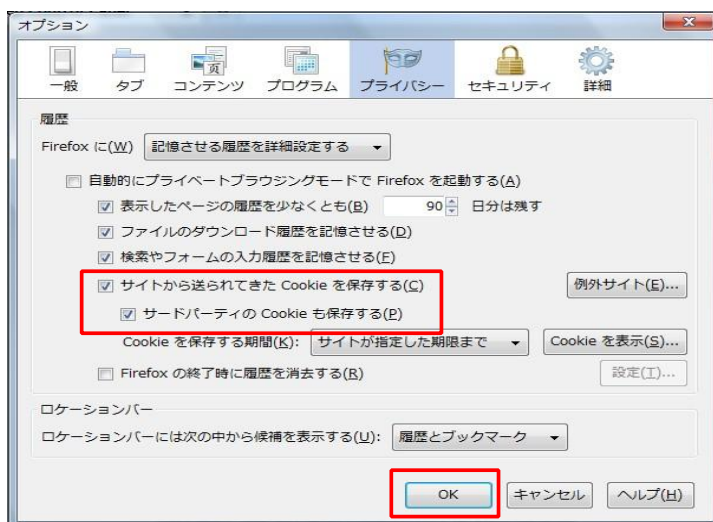 オプション
一般 タブ コンテンツ プログラム プライバシー セキュリティ 詳細
履歴
Firefox に(W) 記憶させる履歴を詳細設定する
自動的にプライベートブラウジングモードで Firefox を起動する(A)
表示したページの履歴を少なくとも(B) 90 日分は残す
ファイルのダウンロード履歴を記憶させる(D)
検索やフォームの入力履歴を記憶させる(F)
サイトから送られてきた Cookie を保存する(C) 例外サイト(E)...
サードパーティの Cookie も保存する(P)
Cookie を保存する期間(K): サイトが指定した期限まで Cookie を表示(S)...
Firefox の終了時に履歴を消去する(R) 設定(T)...
ロケーションバー
ロケーションバーには次の中から候補を表示する(U): 履歴とブックマーク
OK キャンセル ヘルプ(H)